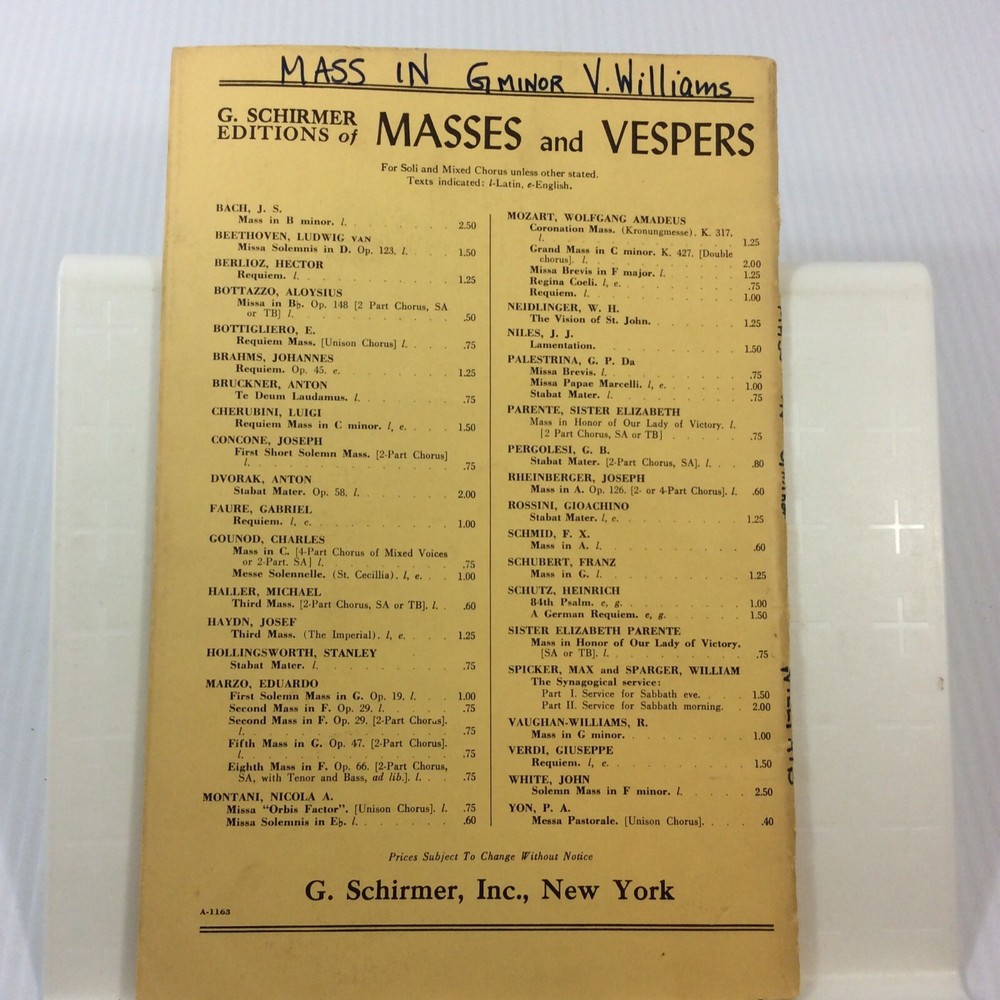 MASS IN G MINOR V. Williams
G. SCHIRMER
EDITIONS of MASSES and VESPERS
For Soli and Mixed Chorus unless other stated.
Texts indicated: l-Latin, e-English.
BACH, J. S.
Mass in B minor. l. 2.50
BEETHOVEN, LUDWIG VAN
Missa Solemnis in D. Op. 123. l. 1.50
BERLIOZ, HECTOR
Requiem. l. 1.25
BOTTAZZO, ALOYSIUS
Missa in B♭. Op. 148 [2 Part Chorus, SA
or TB] l. .50
BOTTIGLIERO, E.
Requiem Mass. [Unison Chorus] l. .75
BRAHMS, JOHANNES
Requiem. Op. 45. e. 1.25
BRUCKNER, ANTON
Te Deum Laudamus. l. .75
CHERUBINI, LUIGI
Requiem Mass in C minor. l, e. 1.50
CONCONE, JOSEPH
First Short Solemn Mass. [2-Part Chorus]
l. .75
DVORAK, ANTON
Stabat Mater. Op. 58. l. 2.00
FAURE, GABRIEL
Requiem. l, e. 1.00
GOUNOD, CHARLES
Mass in C. [4-Part Chorus of Mixed Voices
or 2-Part. SA] l. .75
Messe Solennelle. (St. Cecillia). l, e. 1.00
HALLER, MICHAEL
Third Mass. [2-Part Chorus, SA or TB]. l. .60
HAYDN, JOSEF
Third Mass. (The Imperial). l, e. 1.25
HOLLINGSWORTH, STANLEY
Stabat Mater. l. .75
MARZO, EDUARDO
First Solemn Mass in G. Op. 19. l. 1.00
Second Mass in F. Op. 29. l. .75
Second Mass in F. Op. 29. [2-Part Chorus].
l. .75
Fifth Mass in G. Op. 47. [2-Part Chorus].
l. .75
Eighth Mass in F. Op. 66. [2-Part Chorus,
SA, with Tenor and Bass, ad lib.]. l. .75
MONTANI, NICOLA A.
Missa "Orbis Factor". [Unison Chorus]. l. .75
Missa Solemnis in E♭. l. .60
MOZART, WOLFGANG AMADEUS
Coronation Mass. (Kronungmesse). K. 317.
l. 1.25
Grand Mass in C minor. K. 427. [Double
chorus]. l. 2.00
Missa Brevis in F major. l. 1.25
Regina Coeli. l, e. .75
Requiem. l. 1.00
NEIDLINGER, W. H.
The Vision of St. John. 1.25
NILES, J. J.
Lamentation. 1.50
PALESTRINA, G. P. Da
Missa Brevis. l. .75
Missa Papae Marcelli. l, e. 1.00
Stabat Mater. l. .75
PARENTE, SISTER ELIZABETH
Mass in Honor of Our Lady of Victory. l.
[2 Part Chorus, SA or TB] .75
PERGOLESI, G. B.
Stabat Mater. [2-Part Chorus, SA]. l. .80
RHEINBERGER, JOSEPH
Mass in A. Op. 126. [2- or 4-Part Chorus]. l. .60
ROSSINI, GIOACHINO
Stabat Mater. l, e. 1.25
SCHMID, F. X.
Mass in A. l. .60
SCHUBERT, FRANZ
Mass in G. l. 1.25
SCHUTZ, HEINRICH
84th Psalm. e, g. 1.00
A German Requiem. e, g. 1.50
SISTER ELIZABETH PARENTE
Mass in Honor of Our Lady of Victory.
[SA or TB]. l. .75
SPICKER, MAX and SPARGER, WILLIAM
The Synagogical service:
Part I. Service for Sabbath eve. 1.50
Part II. Service for Sabbath morning. 2.00
VAUGHAN-WILLIAMS, R.
Mass in G minor. 1.00
VERDI, GIUSEPPE
Requiem. l, e. 1.50
WHITE, JOHN
Solemn Mass in F minor. l. 2.50
YON, P. A.
Messa Pastorale. [Unison Chorus]. .40
Prices Subject To Change Without Notice
G. Schirmer, Inc., New York
A-1163